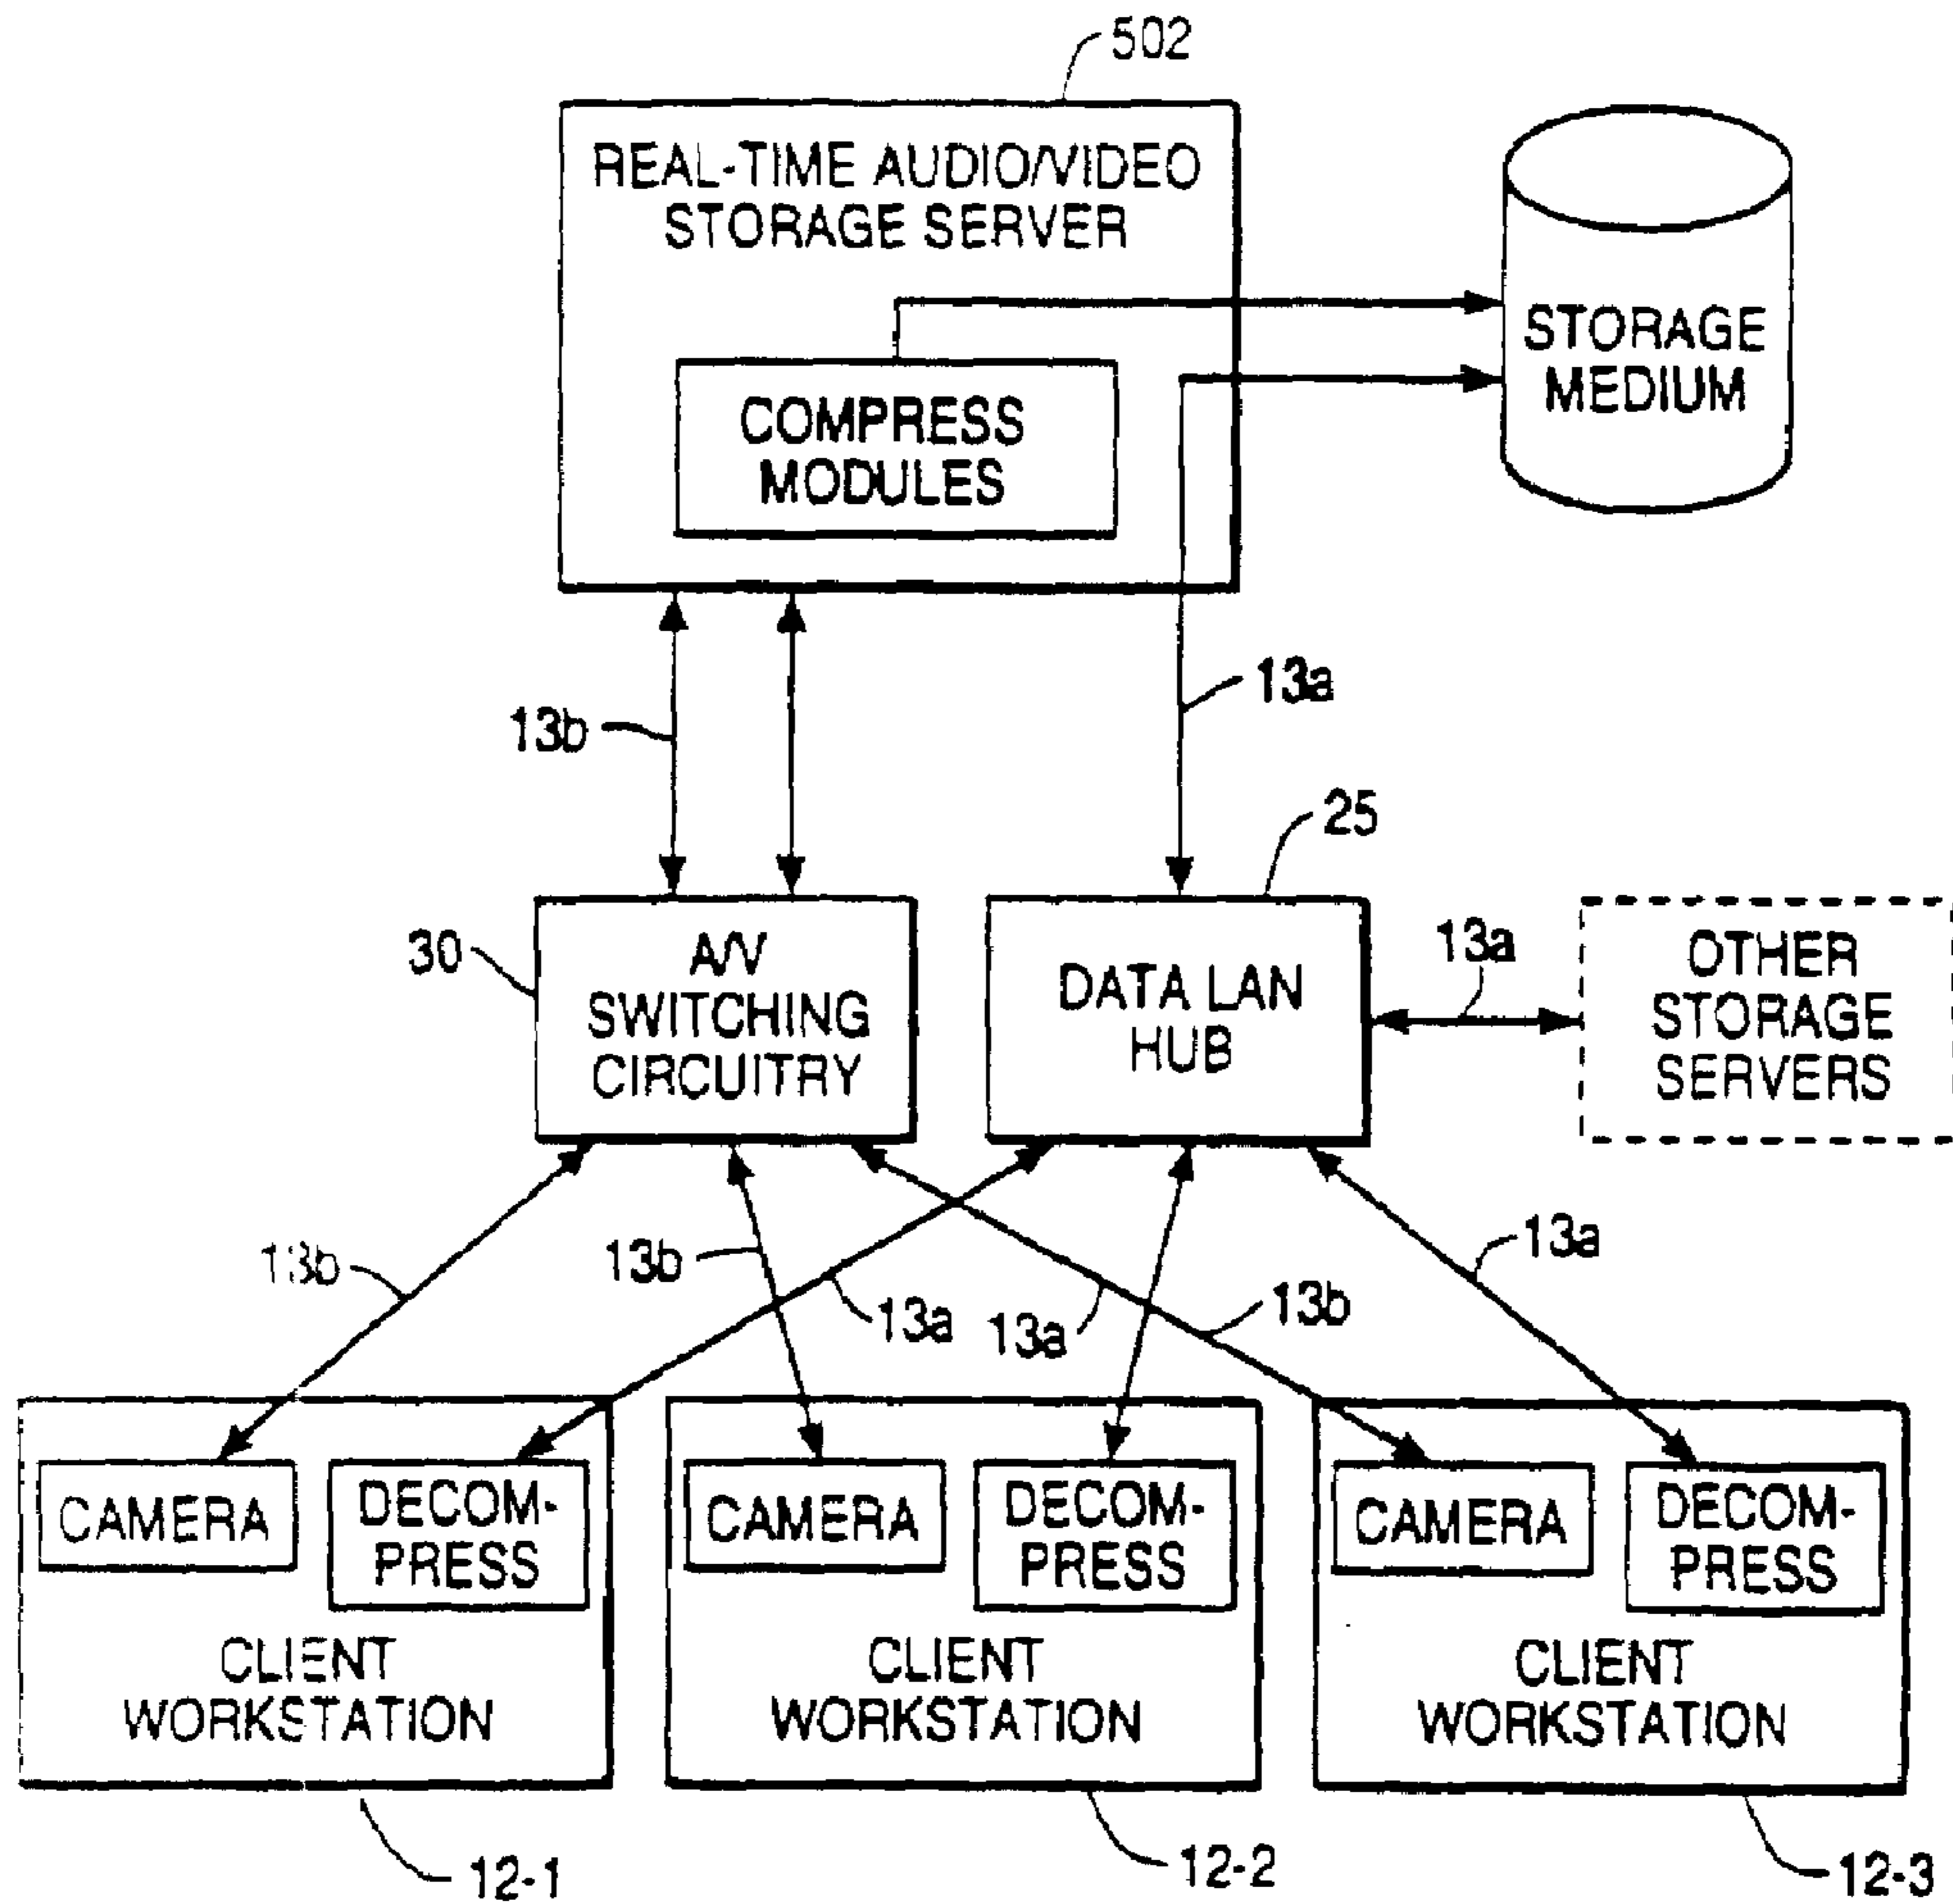 502
REAL-TIME AUDIO/VIDEO
STORAGE SERVER
STORAGE
MEDIUM
COMPRESS
MODULES
13a
13b
25
30
A/V
SWITCHING
CIRCUITRY
DATA LAN
HUB
13a
OTHER
STORAGE
SERVERS
13b
13b
13a
13a
13b
13a
CAMERA
DECOM-
PRESS
CLIENT
WORKSTATION
CAMERA
DECOM-
PRESS
CLIENT
WORKSTATION
CAMERA
DECOM-
PRESS
CLIENT
WORKSTATION
12-1
12-2
12-3